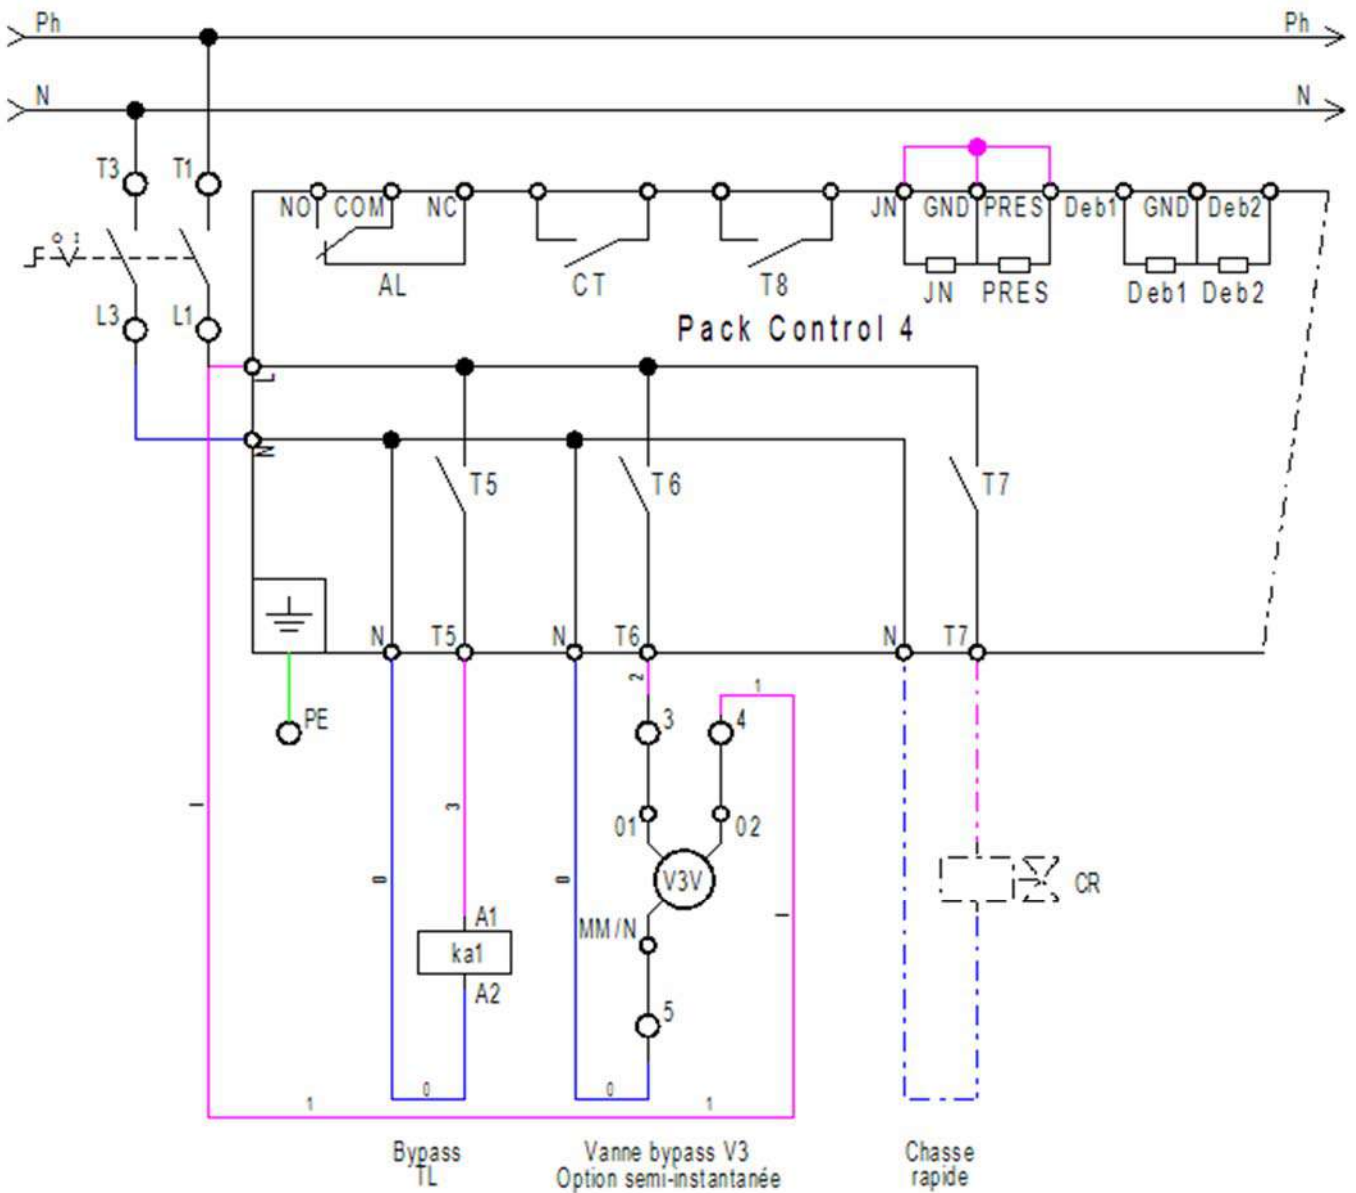 Ph Ph
N N
T3 T1
NO COM NC JN GND PRES Deb1 GND Deb2
0 1
AL CT T8 JN PRES Deb1 Deb2
L3 L1
Pack Control 4
L
N
T5 T6 T7
N T5 N T6 N T7
2 1
PE 3 4
1 3
01 02
0 0 V3V CR
A1
MM/N 1
ka1
A2
5
0 0
1 1
Bypass Vanne bypass V3 Chasse
TL Option semi-instantanée rapide